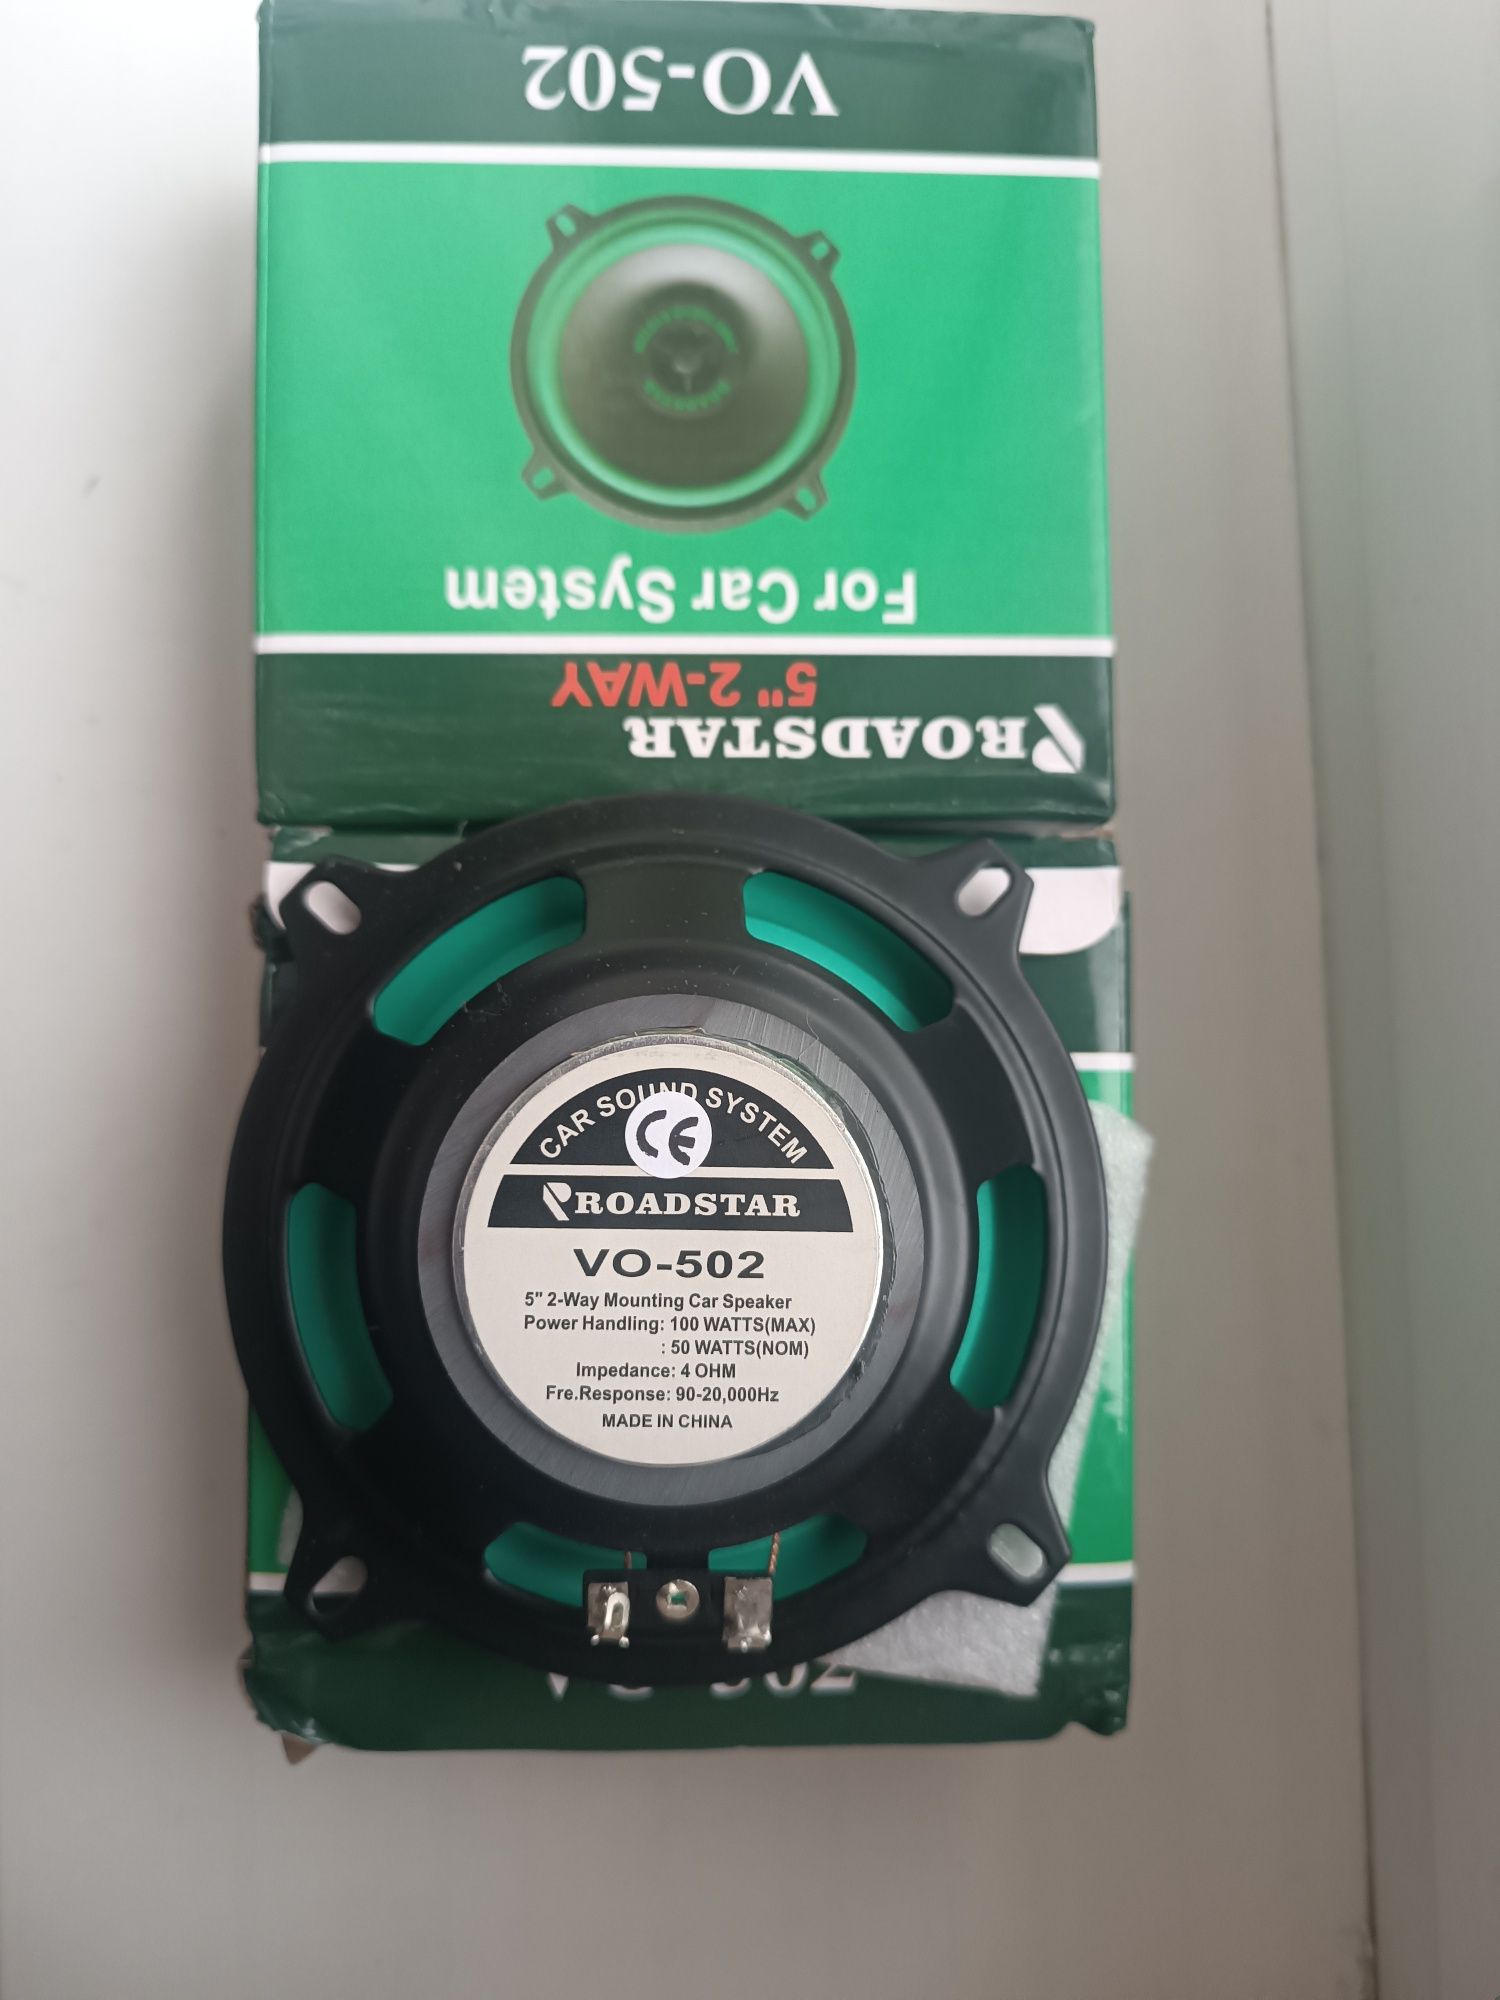 VO-502
For Car System
5" 2-WAY
ROADSTAR
CAR SOUND SYSTEM
CE
ROADSTAR
VO-502
5" 2-Way Mounting Car Speaker
Power Handling: 100 WATTS(MAX)
: 50 WATTS(NOM)
Impedance: 4 OHM
Fre.Response: 90-20,000Hz
MADE IN CHINA